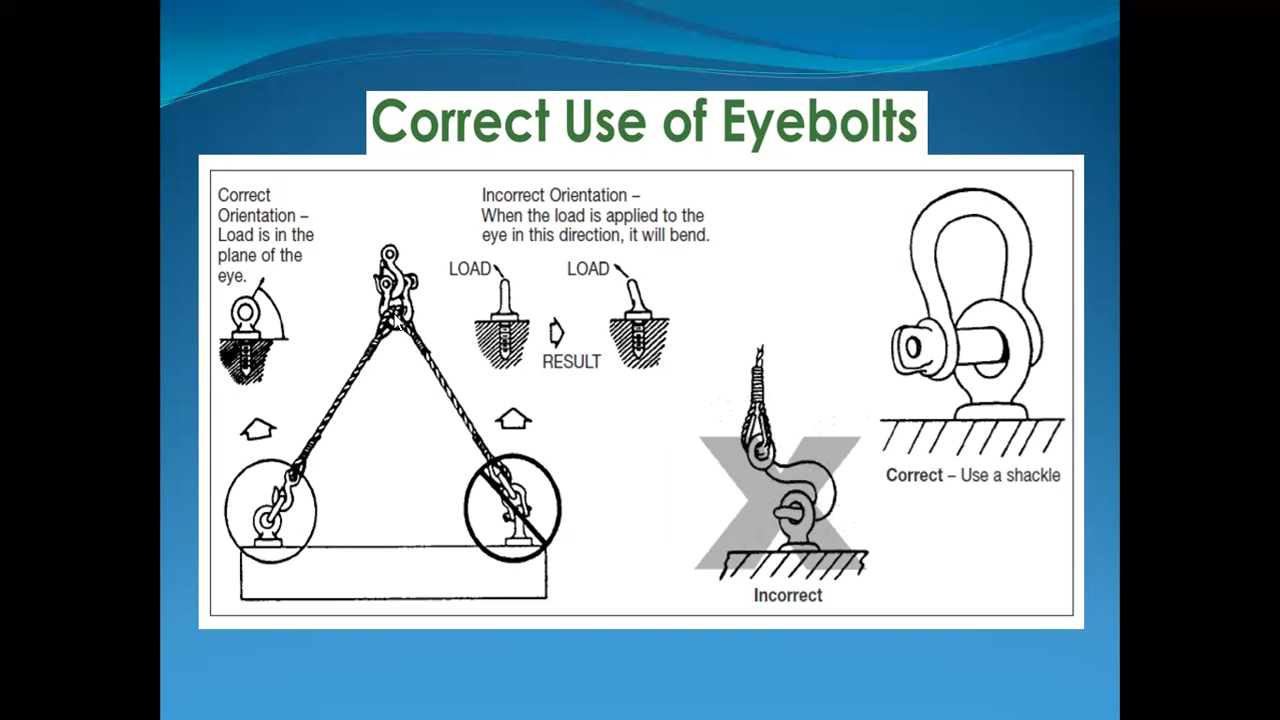 Correct Use of Eyebolts
Correct
Orientation –
Load is in the
plane of the
eye.
Incorrect Orientation –
When the load is applied to the
eye in this direction, it will bend.
LOAD
LOAD
RESULT
Correct – Use a shackle
Incorrect